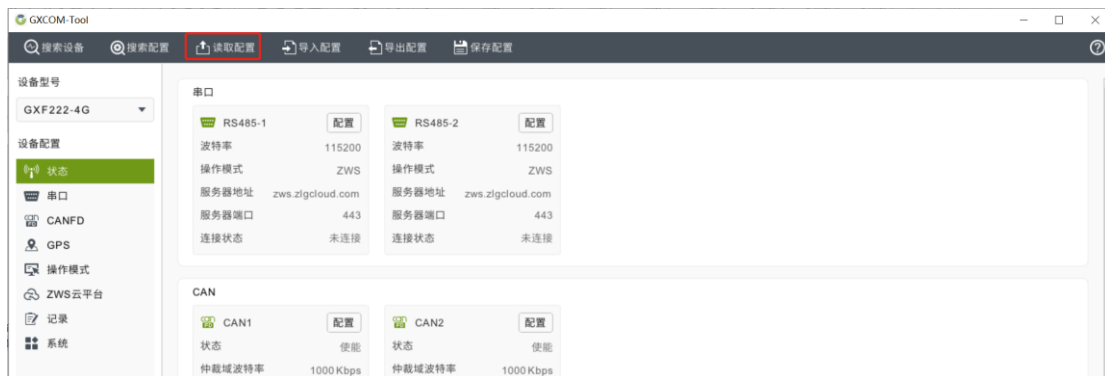 GXCOM-Tool
搜索设备 搜索配置 读取配置 导入配置 导出配置 保存配置
设备型号
GXF222-4G
设备配置
状态
串口
CANFD
GPS
操作模式
ZWS云平台
记录
系统
串口
RS485-1 配置
波特率 115200
操作模式 ZWS
服务器地址 zws.zlgcloud.com
服务器端口 443
连接状态 未连接
RS485-2 配置
波特率 115200
操作模式 ZWS
服务器地址 zws.zlgcloud.com
服务器端口 443
连接状态 未连接
CAN
CAN1 配置
状态 使能
仲裁域波特率 1000 Kbps
CAN2 配置
状态 使能
仲裁域波特率 1000 Kbps